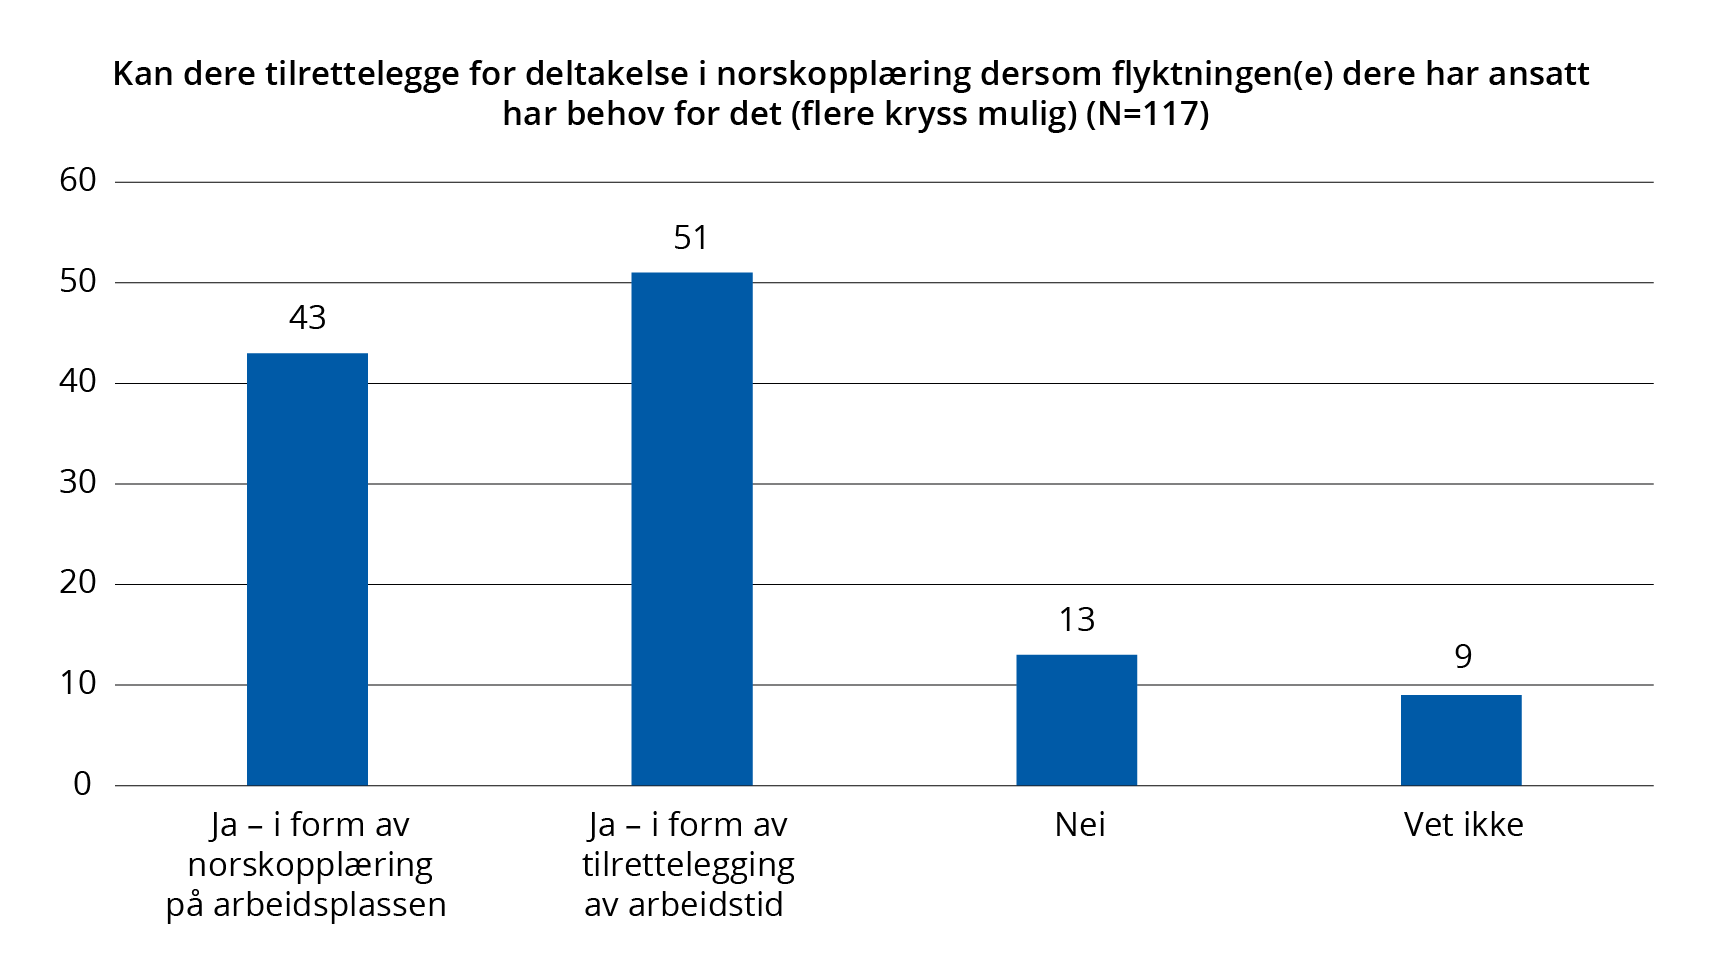 Kan dere tilrettelegge for deltakelse i norskopplæring dersom flyktningen(e) dere har ansatt
har behov for det (flere kryss mulig) (N=117)
60
50
40
30
20
10
0
43
51
13
9
Ja – i form av
norskopplæring
på arbeidsplassen
Ja – i form av
tilrettelegging
av arbeidstid
Nei
Vet ikke